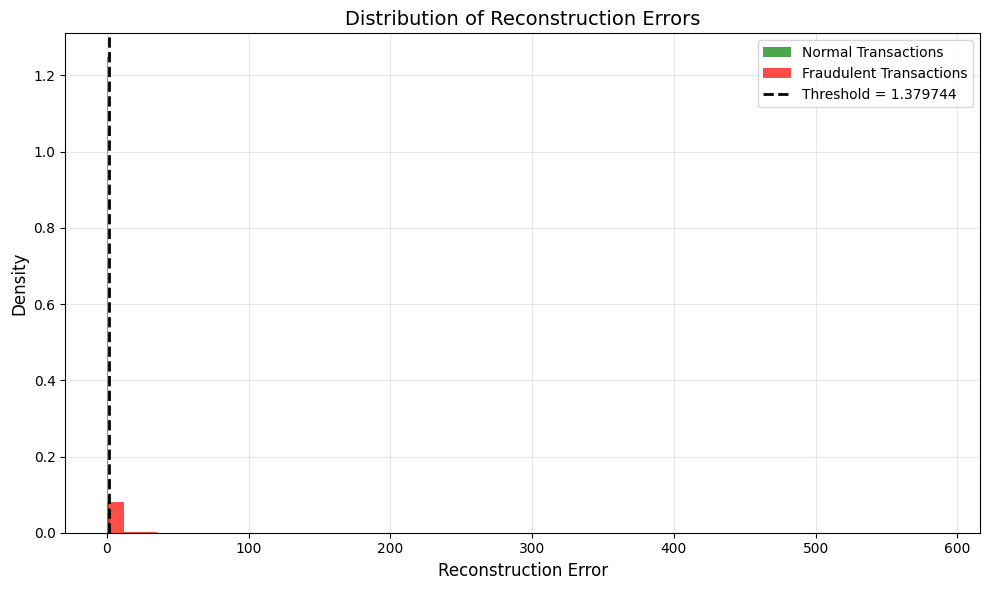 Distribution of Reconstruction Errors
Normal Transactions
Fraudulent Transactions
Threshold = 1.379744
1.2
1.0
0.8
0.6
0.4
0.2
0.0
Density
0 100 200 300 400 500 600
Reconstruction Error